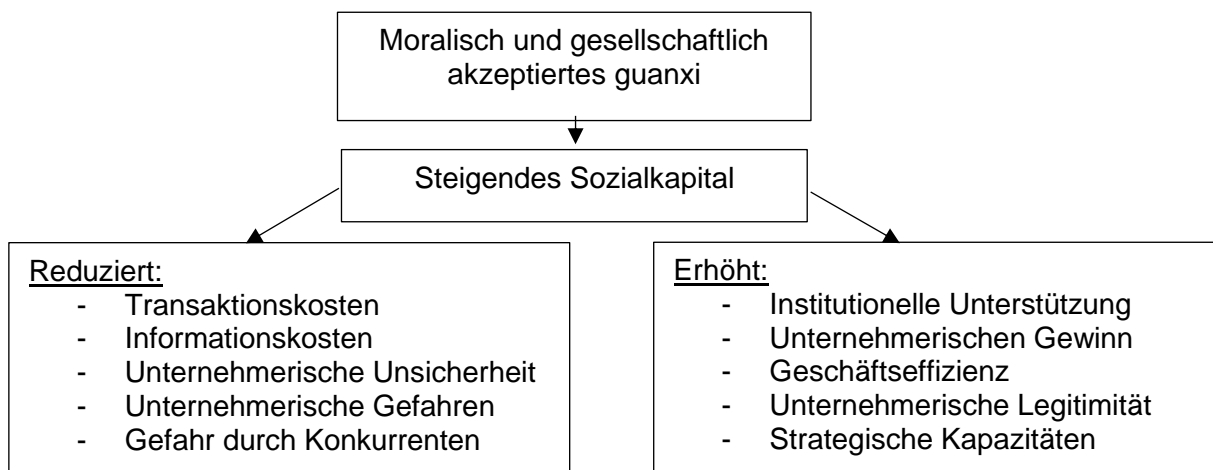 Moralisch und gesellschaftlich
akzeptiertes guanxi
Steigendes Sozialkapital
Reduziert:
- Transaktionskosten
- Informationskosten
- Unternehmerische Unsicherheit
- Unternehmerische Gefahren
- Gefahr durch Konkurrenten
Erhöht:
- Institutionelle Unterstützung
- Unternehmerischen Gewinn
- Geschäftseffizienz
- Unternehmerische Legitimität
- Strategische Kapazitäten